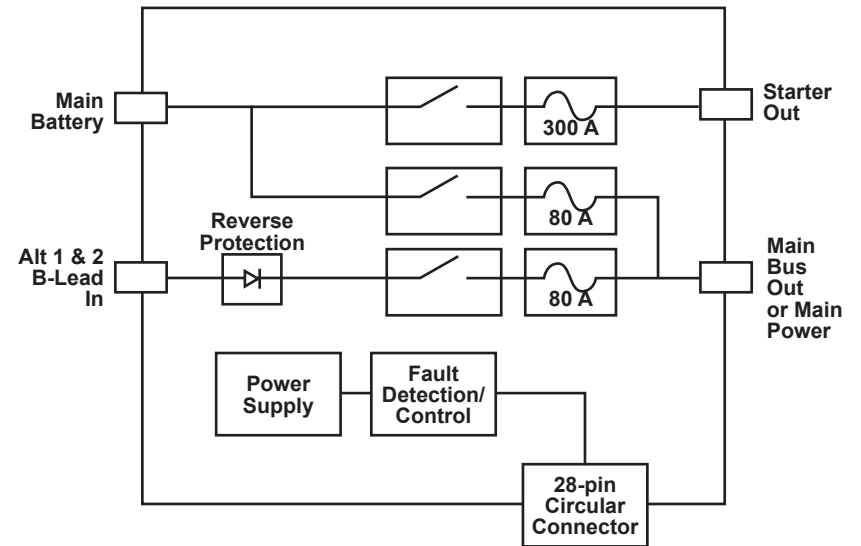 Main
Battery
300 A
Starter
Out
80 A
Reverse
Protection
Alt 1 & 2
B-Lead
In
80 A
Main
Bus
Out
or Main
Power
Power
Supply
Fault
Detection/
Control
28-pin
Circular
Connector